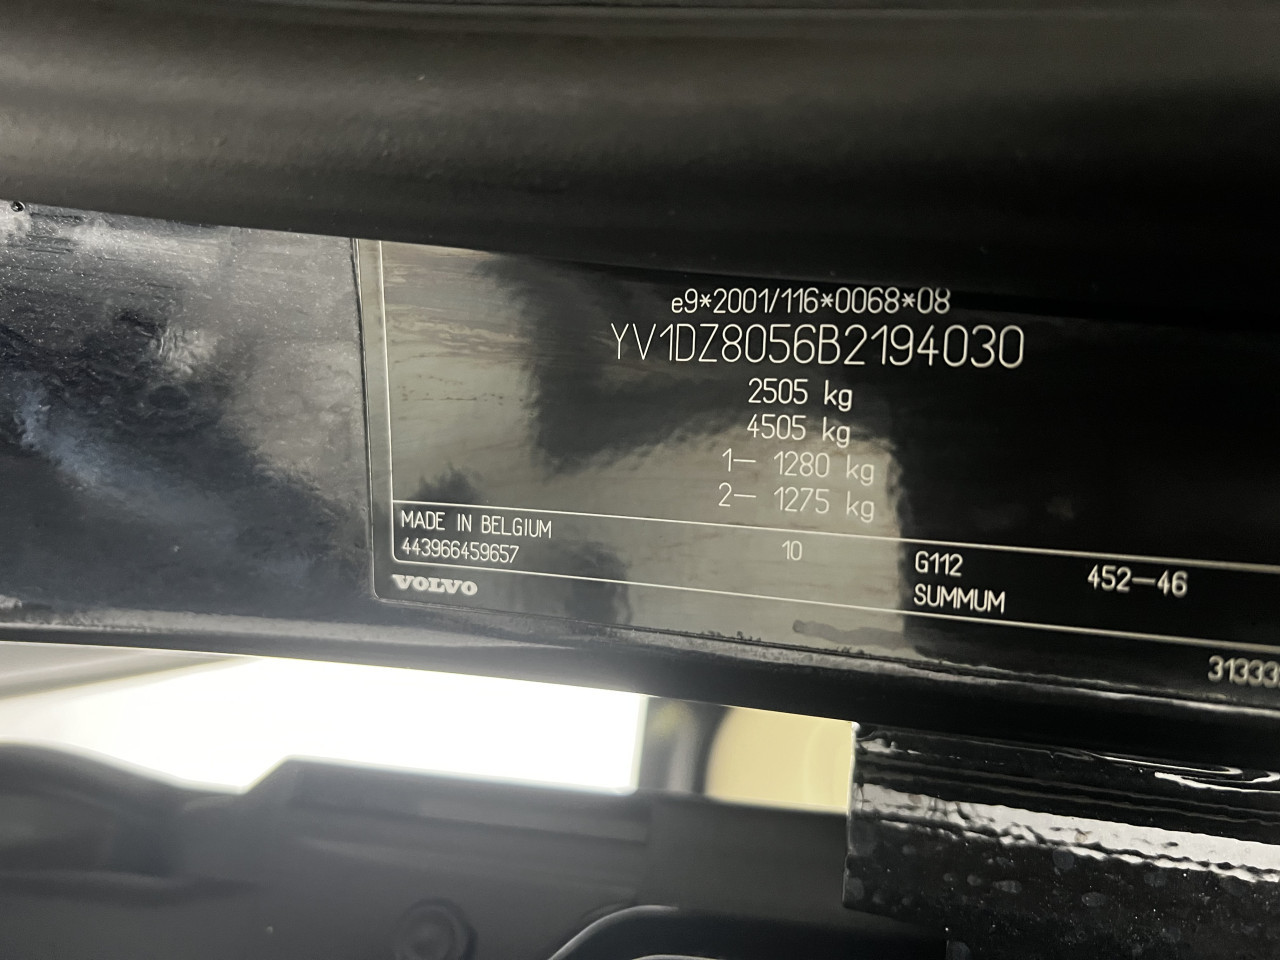 e9*2001/116*0068*08
YV1DZ8056B2194030
2505 kg
4505 kg
1– 1280 kg
2– 1275 kg
MADE IN BELGIUM
443966459657
10
G112
452-46
SUMMUM
VOLVO